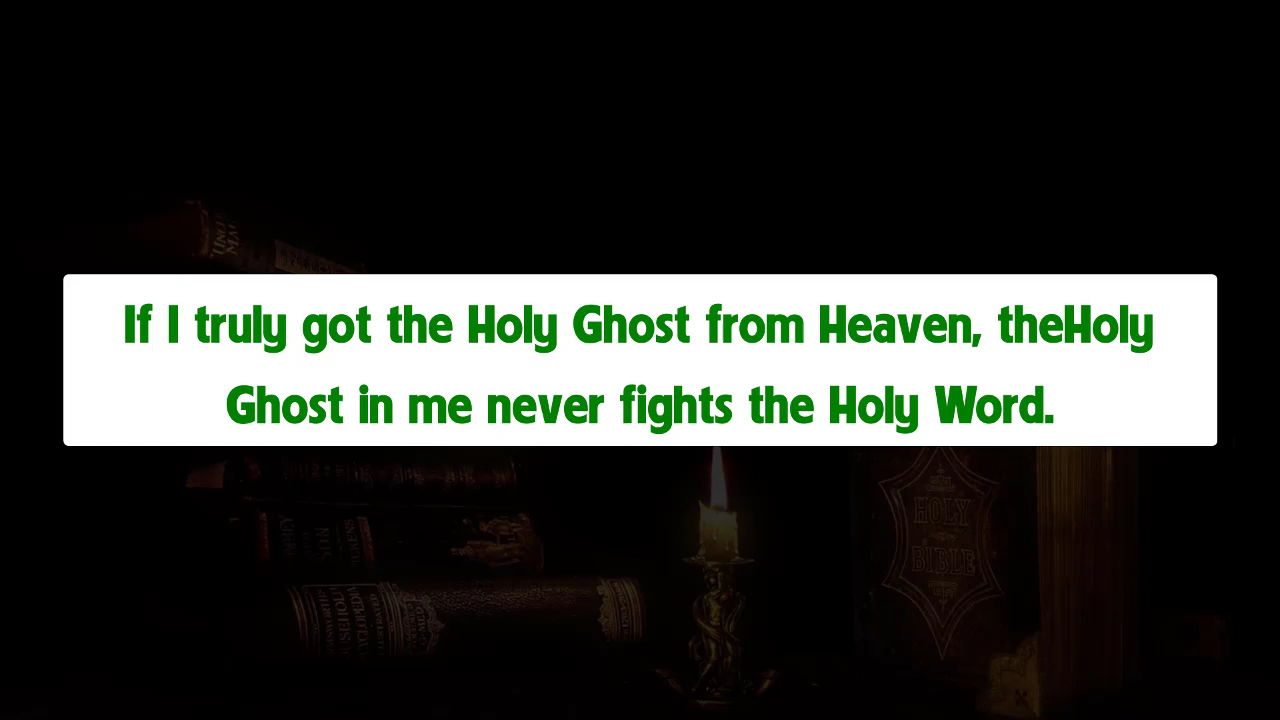 If I truly got the Holy Ghost from Heaven, theHoly
Ghost in me never fights the Holy Word.
HOLY
BIBLE